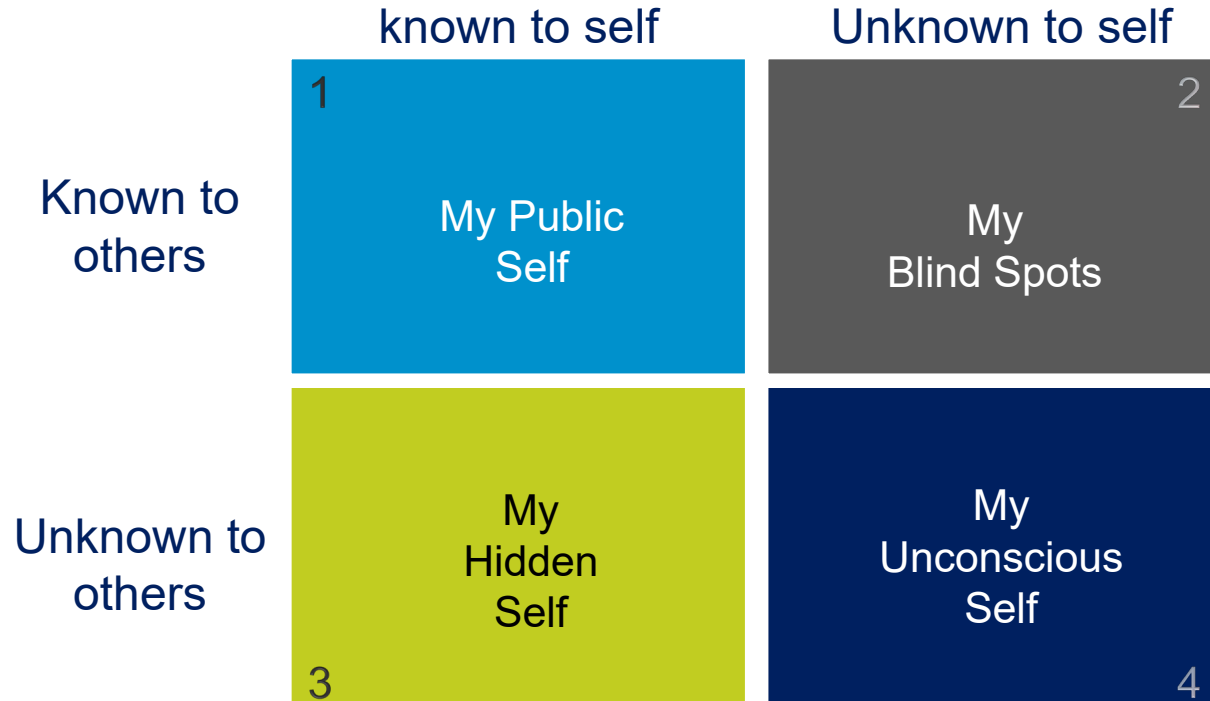 known to self
Unknown to self
Known to
others
1
My Public
Self
2
My
Blind Spots
Unknown to
others
My
Hidden
Self
3
My
Unconscious
Self
4